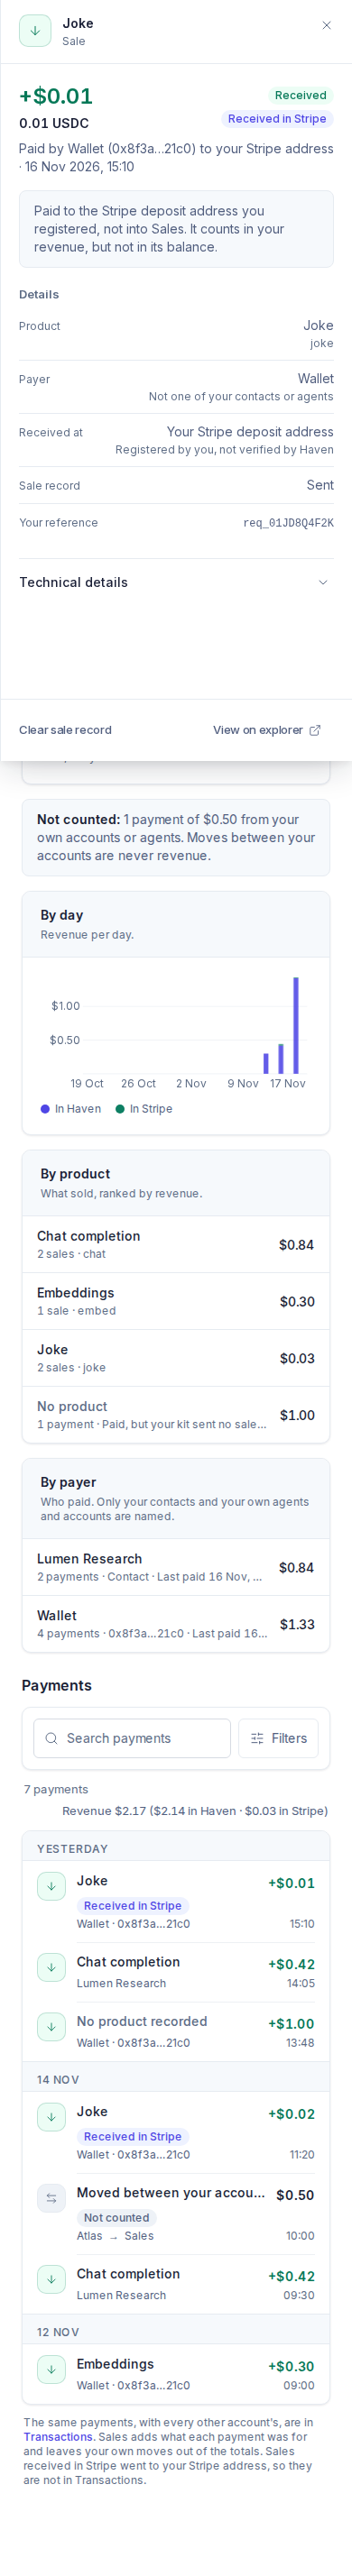 Joke
Sale
+$0.01
Received
0.01 USDC
Received in Stripe
Paid by Wallet (0x8f3a...21c0) to your Stripe address
· 16 Nov 2026, 15:10
Paid to the Stripe deposit address you
registered, not into Sales. It counts in your
revenue, but not in its balance.
Details
Product
Joke
joke
Payer
Wallet
Not one of your contacts or agents
Received at
Your Stripe deposit address
Registered by you, not verified by Haven
Sale record
Sent
Your reference
req_01JD8Q4F2K
Technical details
Clear sale record
View on explorer
Not counted: 1 payment of $0.50 from your
own accounts or agents. Moves between your
accounts are never revenue.
By day
Revenue per day.
$1.00
$0.50
19 Oct
26 Oct
2 Nov
9 Nov
17 Nov
In Haven
In Stripe
By product
What sold, ranked by revenue.
Chat completion
$0.84
2 sales · chat
Embeddings
$0.30
1 sale · embed
Joke
$0.03
2 sales · joke
No product
$1.00
1 payment · Paid, but your kit sent no sale...
By payer
Who paid. Only your contacts and your own agents
and accounts are named.
Lumen Research
$0.84
2 payments · Contact · Last paid 16 Nov, ...
Wallet
$1.33
4 payments · 0x8f3a...21c0 · Last paid 16...
Payments
Search payments
Filters
7 payments
Revenue $2.17 ($2.14 in Haven · $0.03 in Stripe)
YESTERDAY
Joke
+$0.01
Received in Stripe
Wallet · 0x8f3a...21c0
15:10
Chat completion
+$0.42
Lumen Research
14:05
No product recorded
+$1.00
Wallet · 0x8f3a...21c0
13:48
14 NOV
Joke
+$0.02
Received in Stripe
Wallet · 0x8f3a...21c0
11:20
Moved between your accou...
$0.50
Not counted
Atlas → Sales
10:00
Chat completion
+$0.42
Lumen Research
09:30
12 NOV
Embeddings
+$0.30
Wallet · 0x8f3a...21c0
09:00
The same payments, with every other account's, are in
Transactions. Sales adds what each payment was for
and leaves your own moves out of the totals. Sales
received in Stripe went to your Stripe address, so they
are not in Transactions.